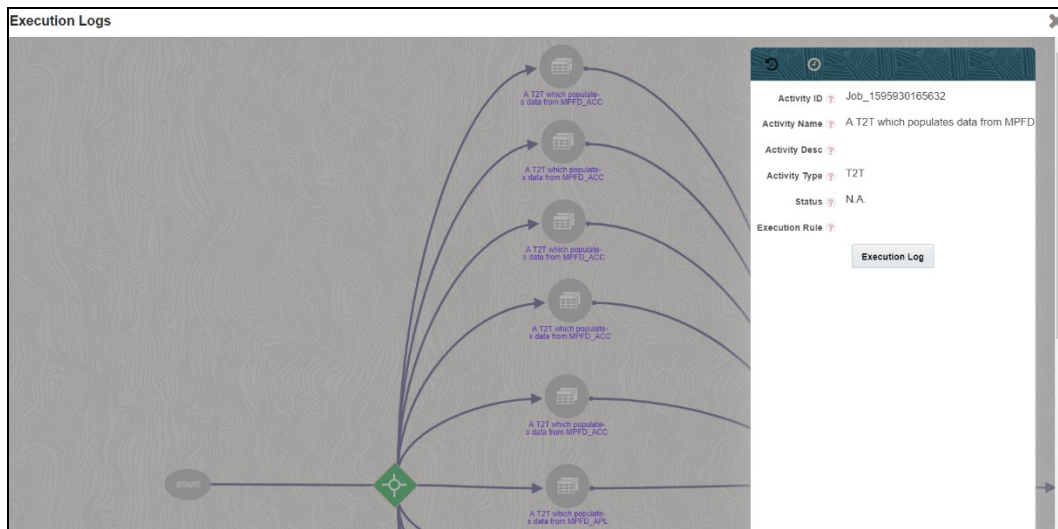 Execution Logs
A T2T which populate-
s data from MPFD_ACC
A T2T which populate-
s data from MPFD_ACC
A T2T which populate-
s data from MPFD_ACC
A T2T which populate-
s data from MPFD_ACC
A T2T which populate-
s data from MPFD_ACC
START
A T2T which populate-
s data from MPFD_APL
Activity ID ? Job_1595930165632
Activity Name ? A T2T which populates data from MPFD
Activity Desc ?
Activity Type ? T2T
Status ? N.A.
Execution Rule ?
Execution Log